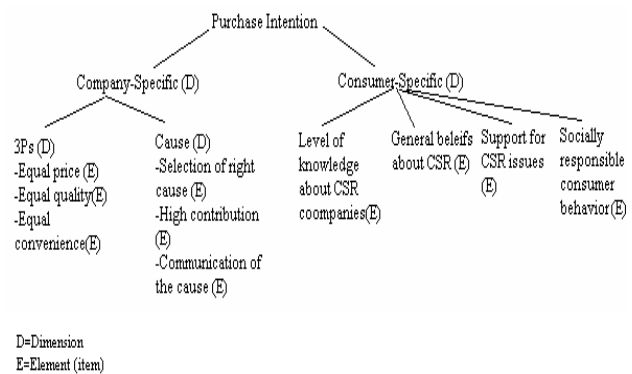 Purchase Intention
Company-Specific (D)
Consumer-Specific (D)
3Ps (D)
-Equal price (E)
-Equal quality(E)
-Equal
convenience(E)
Cause (D)
-Selection of right
cause (E)
-High contribution
(E)
-Communication of
the cause (E)
Level of
knowledge
about CSR
coompanies(E)
General beleifs
about CSR (E)
Support for
CSR issues
(E)
Socially
responsible
consumer
behavior(E)
D=Dimension
E=Element (item)